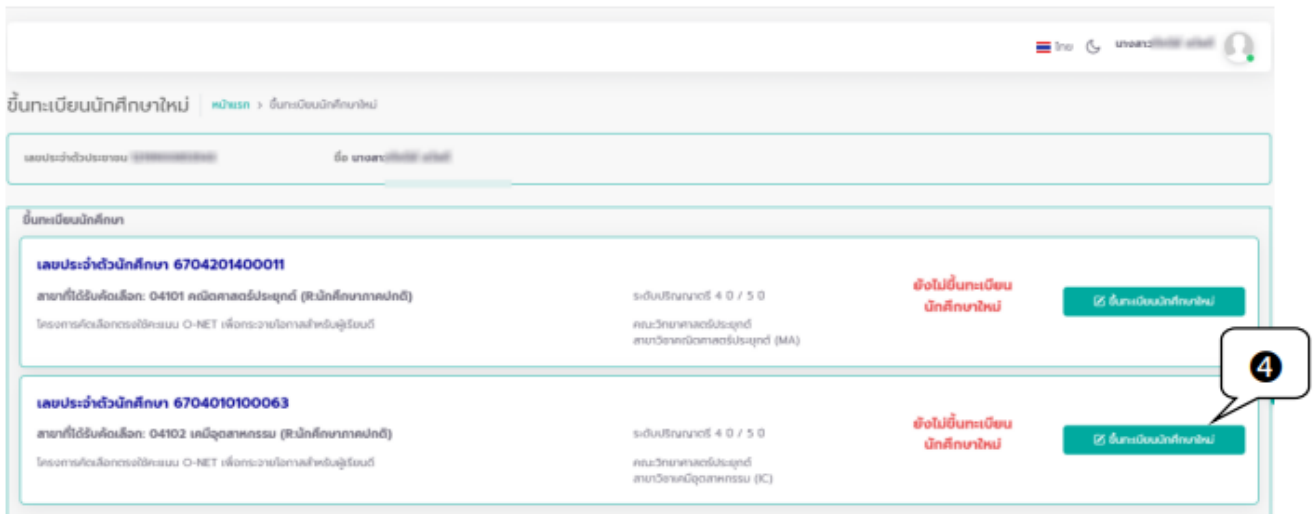 ไทย นางสาว
ขึ้นทะเบียนนักศึกษาใหม่ หน้าแรก > ขึ้นทะเบียนนักศึกษาใหม่
เลขประจำตัวประชาชน ชื่อ นางสาว
ขึ้นทะเบียนนักศึกษา
เลขประจำตัวนักศึกษา 6704201400011
สาขาที่ได้รับคัดเลือก: 04101 คณิตศาสตร์ประยุกต์ (R:นักศึกษาภาคปกติ)
โครงการคัดเลือกตรงใช้คะแนน O-NET เพื่อกระจายโอกาสสำหรับผู้เรียนดี
ระดับปริญญาตรี 4 ปี / 5 ปี
คณะวิทยาศาสตร์ประยุกต์
สาขาวิชาคณิตศาสตร์ประยุกต์ (MA)
ยังไม่ขึ้นทะเบียน
นักศึกษาใหม่
ขึ้นทะเบียนนักศึกษาใหม่
4
เลขประจำตัวนักศึกษา 6704010100063
สาขาที่ได้รับคัดเลือก: 04102 เคมีอุตสาหกรรม (R:นักศึกษาภาคปกติ)
โครงการคัดเลือกตรงใช้คะแนน O-NET เพื่อกระจายโอกาสสำหรับผู้เรียนดี
ระดับปริญญาตรี 4 ปี / 5 ปี
คณะวิทยาศาสตร์ประยุกต์
สาขาวิชาเคมีอุตสาหกรรม (IC)
ยังไม่ขึ้นทะเบียน
นักศึกษาใหม่
ขึ้นทะเบียนนักศึกษาใหม่